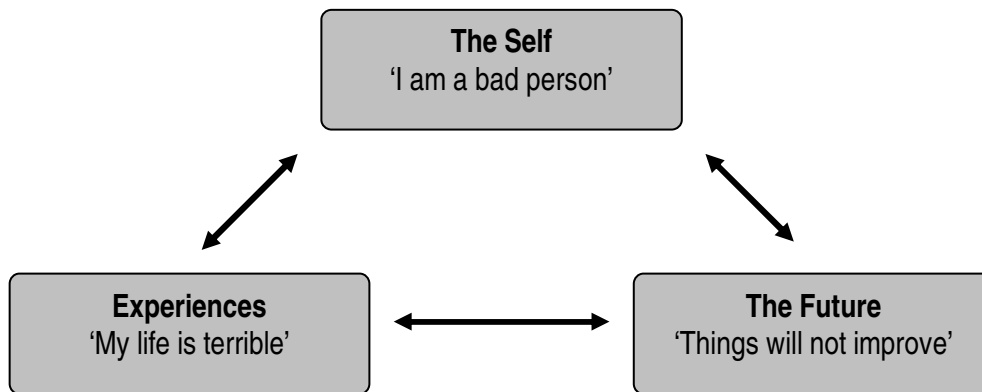 The Self
‘I am a bad person’
Experiences
‘My life is terrible’
The Future
‘Things will not improve’